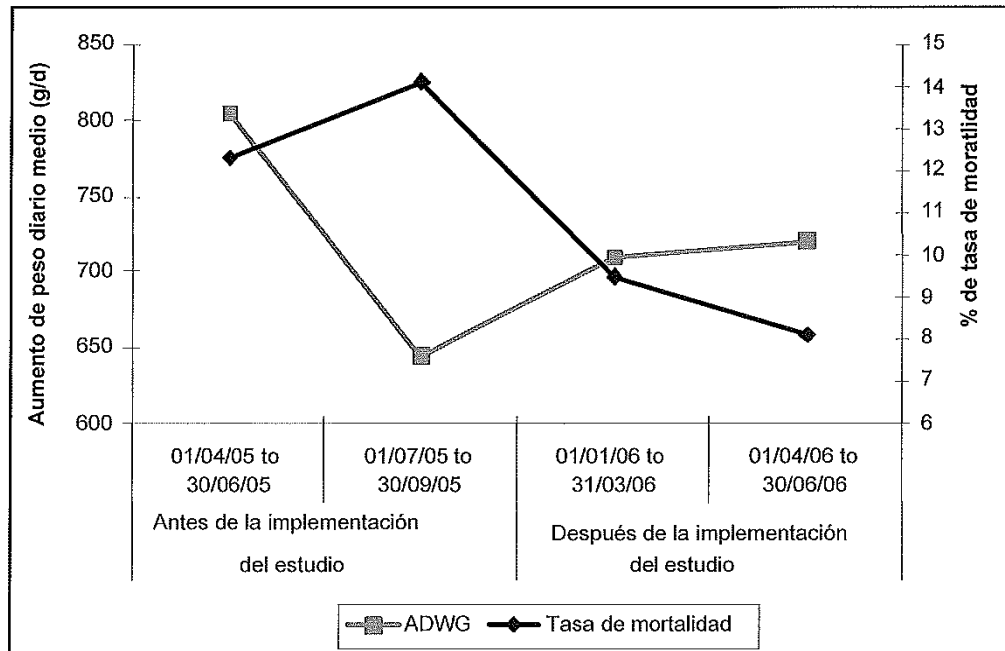 Aumento de peso diario medio (g/d)
850
800
750
700
650
600
15
14
13
12
11
10
9
8
7
6
% de tasa de moratlidad
01/04/05 to
30/06/05
01/07/05 to
30/09/05
01/01/06 to
31/03/06
01/04/06 to
30/06/06
Antes de la implementación
del estudio
Después de la implementación
del estudio
ADWG
Tasa de mortalidad